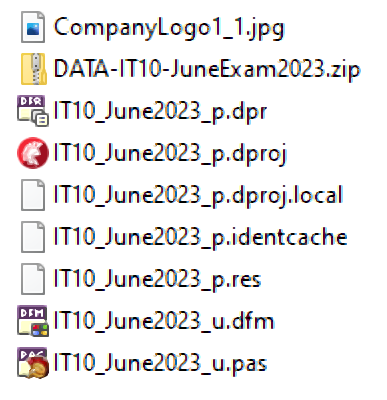 CompanyLogo1_1.jpg
DATA-IT10-JuneExam2023.zip
IT10_June2023_p.dpr
IT10_June2023_p.dproj
IT10_June2023_p.dproj.local
IT10_June2023_p.identcache
IT10_June2023_p.res
IT10_June2023_u.dfm
IT10_June2023_u.pas